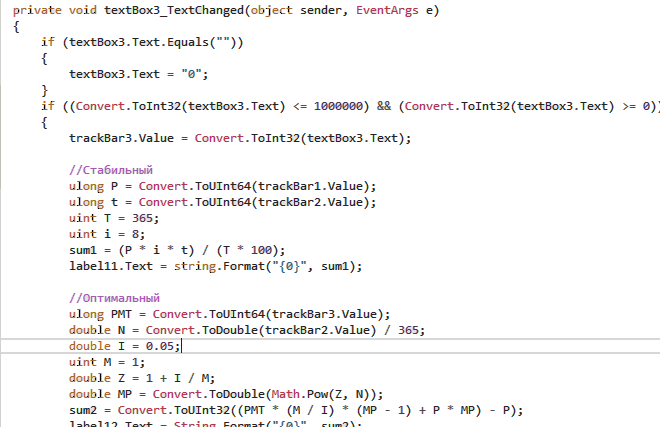 private void textBox3_TextChanged(object sender, EventArgs e)
{
if (textBox3.Text.Equals(""))
{
textBox3.Text = "0";
}
if ((Convert.ToInt32(textBox3.Text) <= 1000000) && (Convert.ToInt32(textBox3.Text) >= 0))
{
trackBar3.Value = Convert.ToInt32(textBox3.Text);
//Стабильный
ulong P = Convert.ToUInt64(trackBar1.Value);
ulong t = Convert.ToUInt64(trackBar2.Value);
uint T = 365;
uint i = 8;
sum1 = (P * i * t) / (T * 100);
label11.Text = string.Format("{0}", sum1);
//Оптимальный
ulong PMT = Convert.ToUInt64(trackBar3.Value);
double N = Convert.ToDouble(trackBar2.Value) / 365;
double I = 0.05;
uint M = 1;
double Z = 1 + I / M;
double MP = Convert.ToDouble(Math.Pow(Z, N));
sum2 = Convert.ToUInt32((PMT * (M / I) * (MP - 1) + P * MP) - P);
label12.Text = String.Format("{0}", sum2);